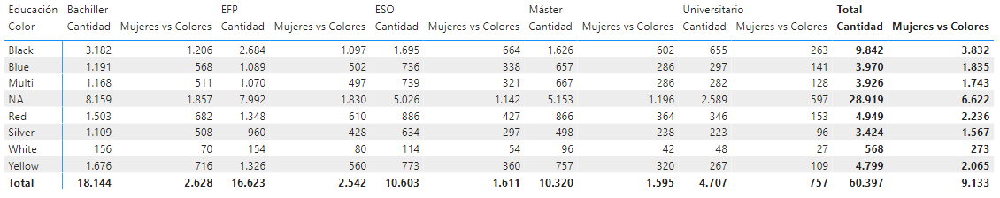 Educación Bachiller EFP ESO Máster Universitario Total
Color Cantidad Mujeres vs Colores Cantidad Mujeres vs Colores Cantidad Mujeres vs Colores Cantidad Mujeres vs Colores Cantidad Mujeres vs Colores Cantidad Mujeres vs Colores
Black 3.182 1.206 2.684 1.097 1.695 664 1.626 602 655 263 9.842 3.832
Blue 1.191 568 1.089 502 736 338 657 286 297 141 3.970 1.835
Multi 1.168 511 1.070 497 739 321 667 286 282 128 3.926 1.743
NA 8.159 1.857 7.992 1.830 5.026 1.142 5.153 1.196 2.589 597 28.919 6.622
Red 1.503 682 1.348 610 886 427 866 364 346 153 4.949 2.236
Silver 1.109 508 960 428 634 297 498 238 223 96 3.424 1.567
White 156 70 154 80 114 54 96 42 48 27 568 273
Yellow 1.676 716 1.326 560 773 360 757 320 267 109 4.799 2.065
Total 18.144 2.628 16.623 2.542 10.603 1.611 10.320 1.595 4.707 757 60.397 9.133